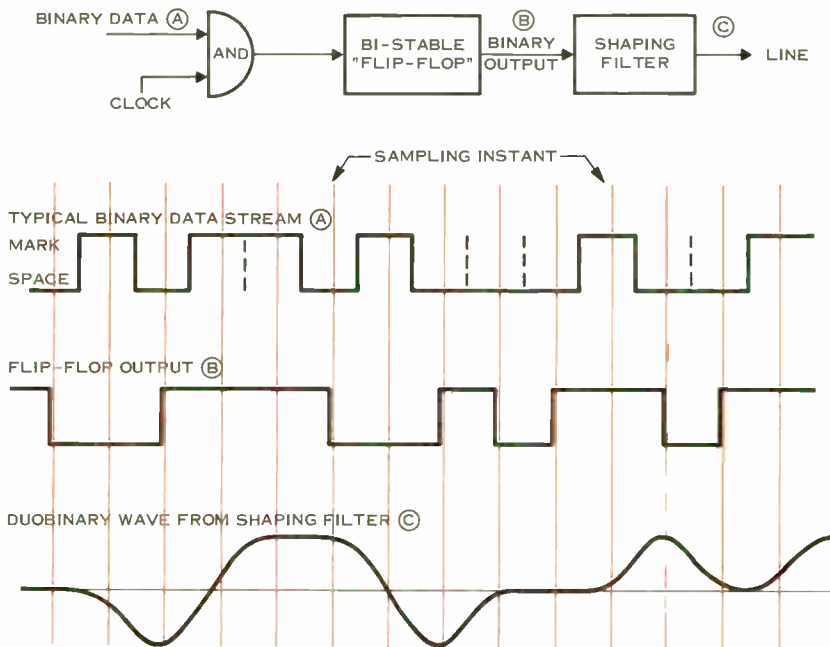 BINARY DATA Ⓐ
AND
CLOCK
BI-STABLE
"FLIP-FLOP"
Ⓑ
BINARY
OUTPUT
SHAPING
FILTER
Ⓒ
LINE
SAMPLING INSTANT
TYPICAL BINARY DATA STREAM Ⓐ
MARK
SPACE
FLIP-FLOP OUTPUT Ⓑ
DUOBINARY WAVE FROM SHAPING FILTER Ⓒ